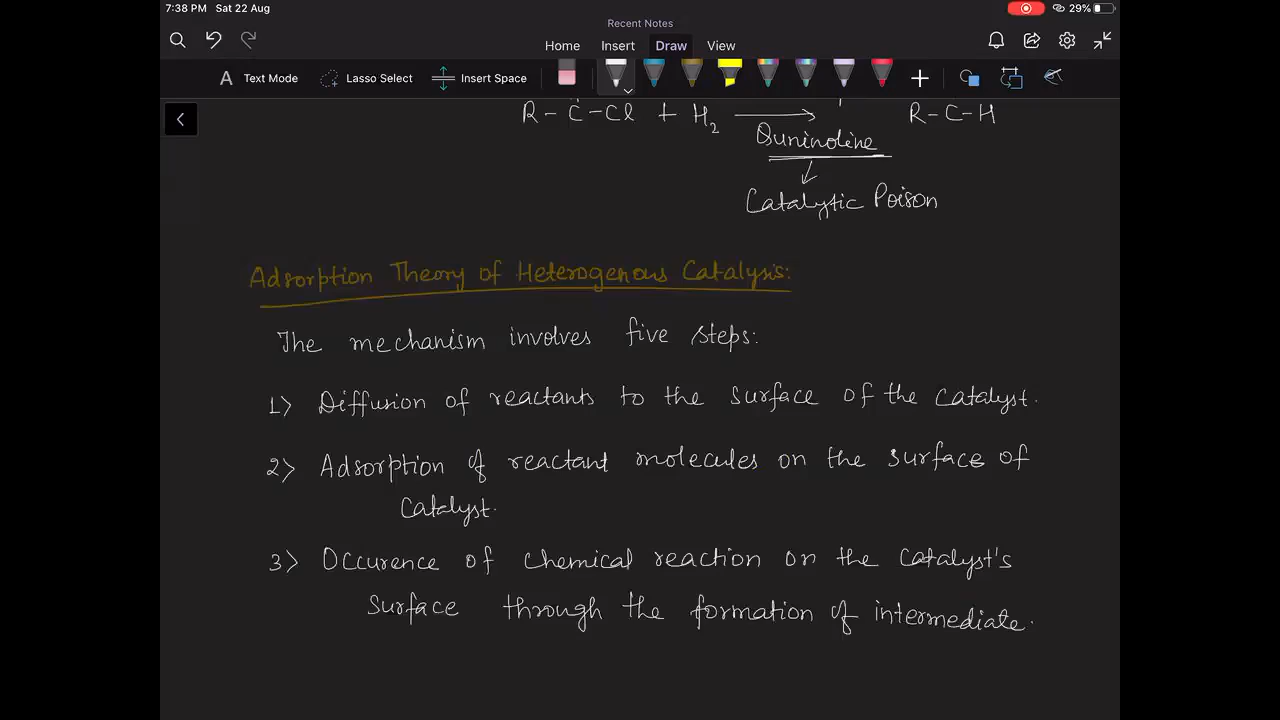 7:38 PM Sat 22 Aug
29%
Recent Notes
Home Insert Draw View
Text Mode Lasso Select Insert Space
R - C - Cl + H2 → R - C - H
Quninoline
Catalytic Poison
Adsorption Theory of Heterogenous Catalysis:
The mechanism involves five steps:
1> Diffusion of reactants to the surface of the catalyst.
2> Adsorption of reactant molecules on the surface of
Catalyst.
3> Occurence of chemical reaction on the catalyst's
surface through the formation of intermediate.